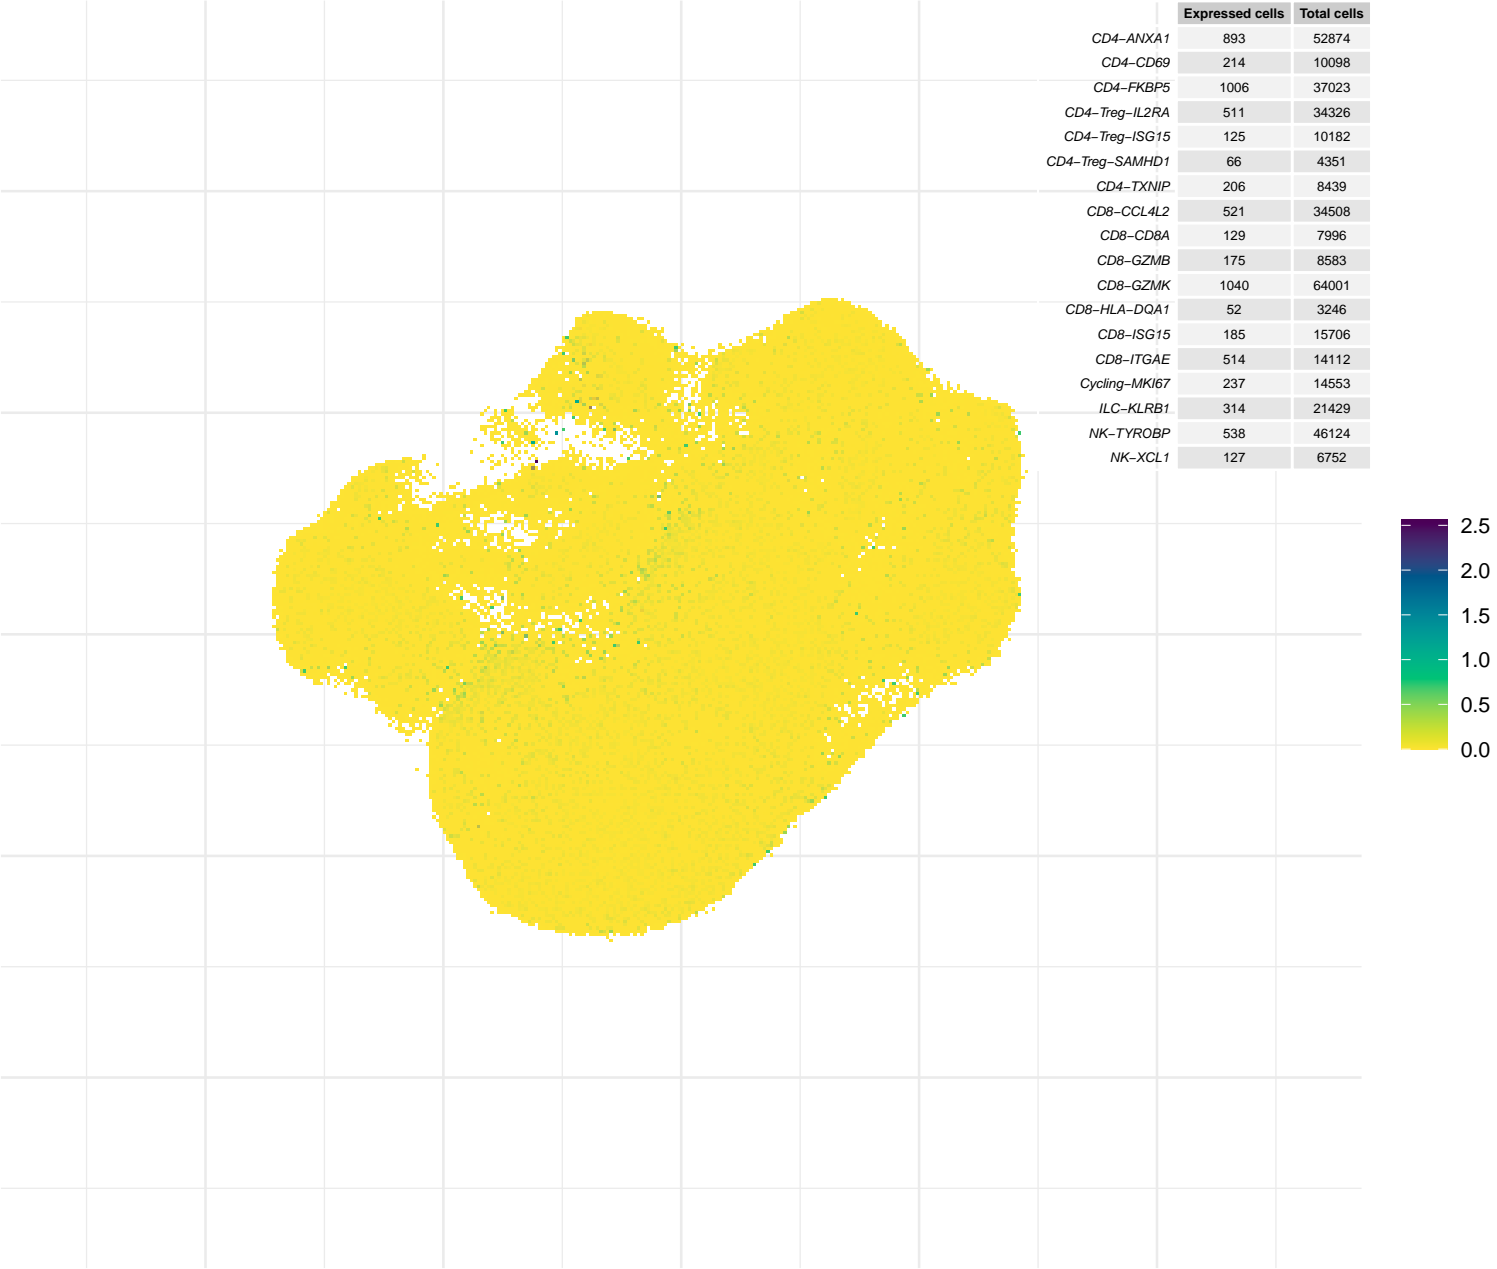 Expressed cells Total cells
CD4−ANXA1 893 52874
CD4−CD69 214 10098
CD4−FKBP5 1006 37023
CD4−Treg−IL2RA 511 34326
CD4−Treg−ISG15 125 10182
CD4−Treg−SAMHD1 66 4351
CD4−TXNIP 206 8439
CD8−CCL4L2 521 34508
CD8−CD8A 129 7996
CD8−GZMB 175 8583
CD8−GZMK 1040 64001
CD8−HLA−DQA1 52 3246
CD8−ISG15 185 15706
CD8−ITGAE 514 14112
Cycling−MKI67 237 14553
ILC−KLRB1 314 21429
NK−TYROBP 538 46124
NK−XCL1 127 6752
2.5
2.0
1.5
1.0
0.5
0.0